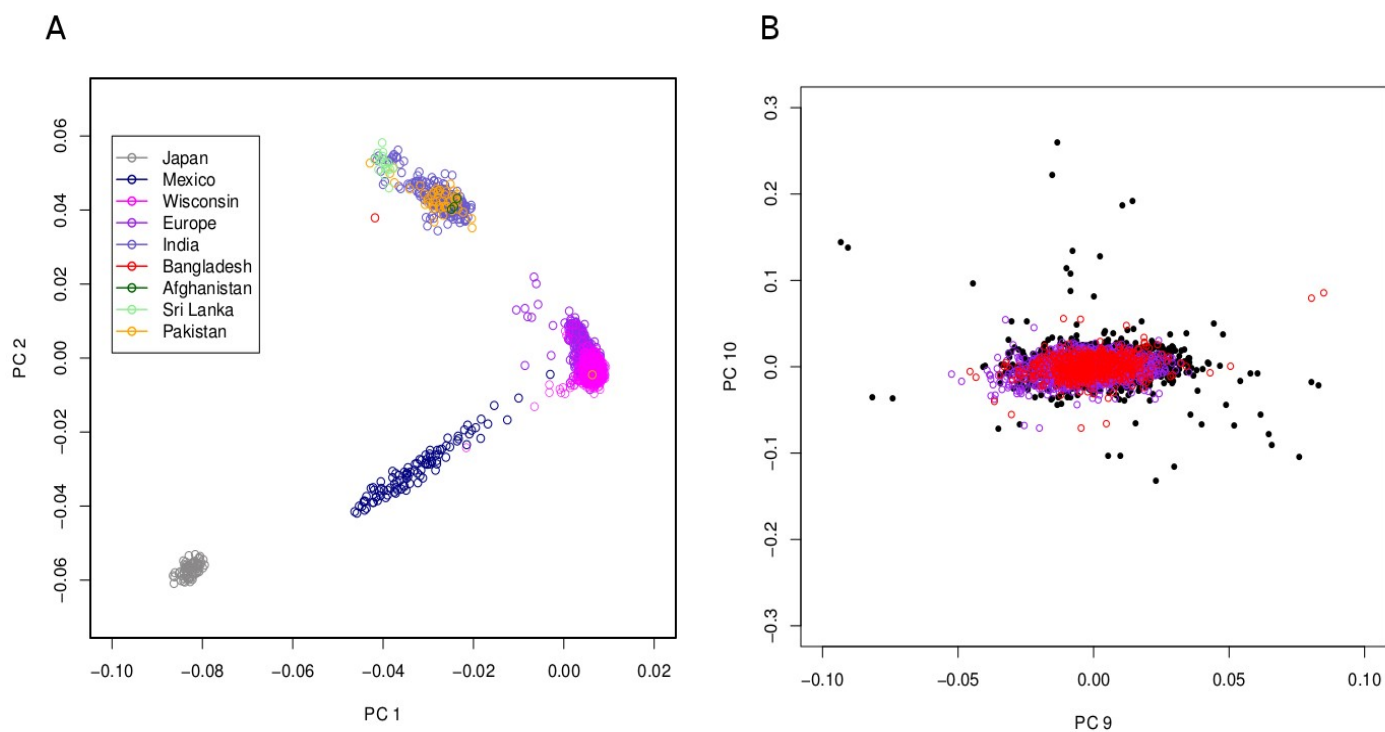 A
B
Japan
Mexico
Wisconsin
Europe
India
Bangladesh
Afghanistan
Sri Lanka
Pakistan
PC 2
0.06
0.04
0.02
0.00
−0.02
−0.04
−0.06
−0.10 −0.08 −0.06 −0.04 −0.02 0.00 0.02
PC 1
PC 10
0.3
0.2
0.1
0.0
−0.1
−0.2
−0.3
−0.10 −0.05 0.00 0.05 0.10
PC 9